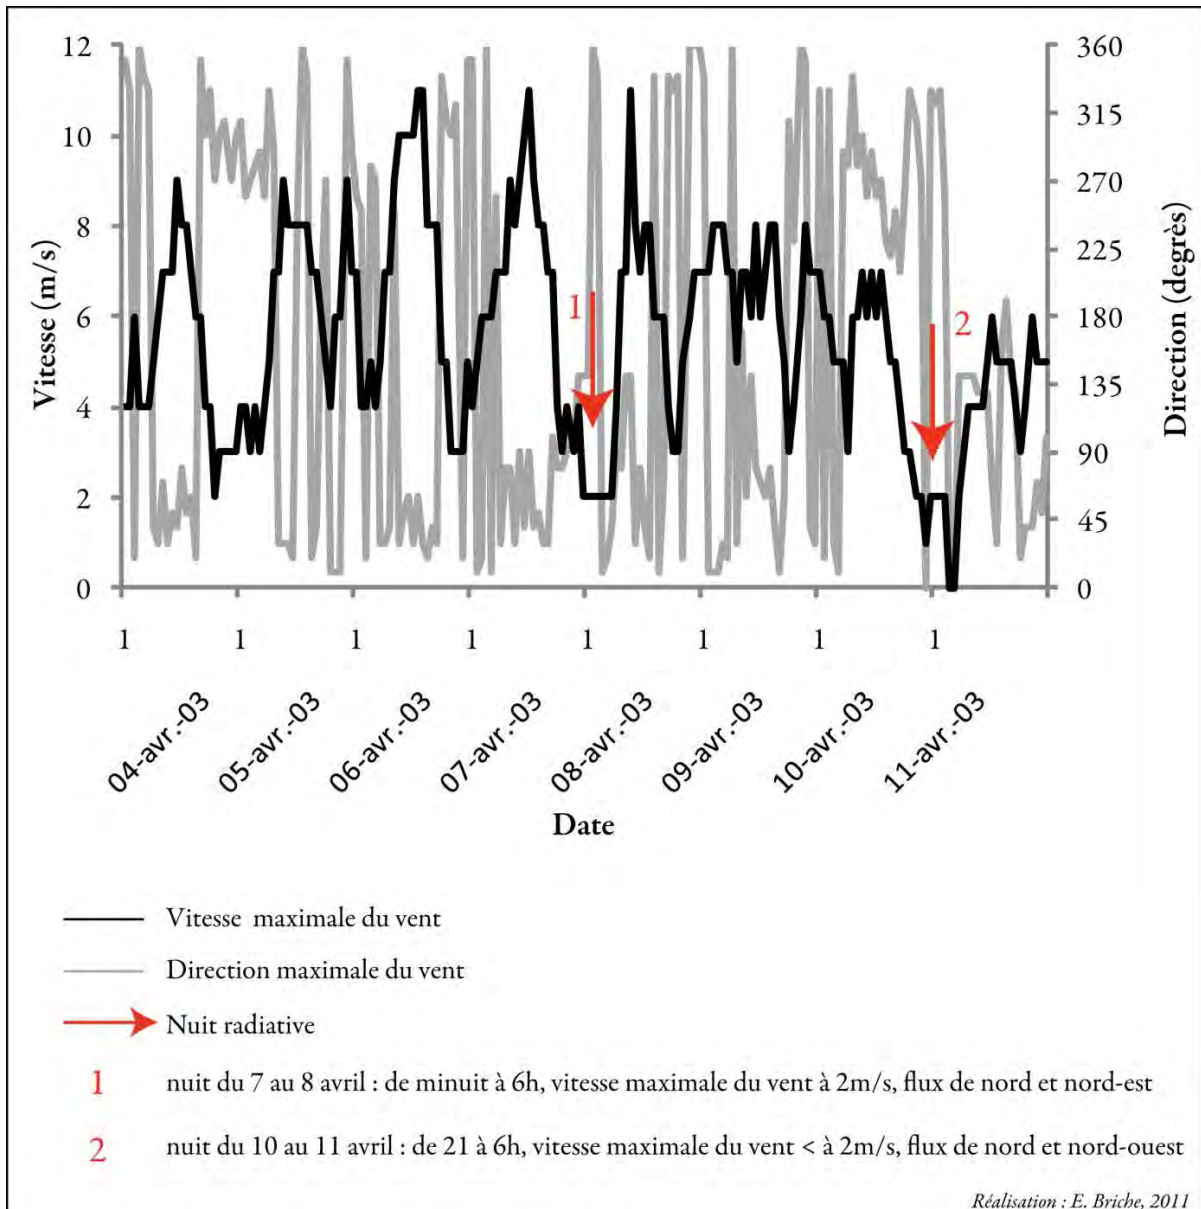 12 360
10 315
8 270
225
6 180
4 135
90
2 45
0 0
Vitesse (m/s)
Direction (degrès)
1
2
1 1 1 1 1 1 1 1
04-avr.-03 05-avr.-03 06-avr.-03 07-avr.-03 08-avr.-03 09-avr.-03 10-avr.-03 11-avr.-03
Date
Vitesse maximale du vent
Direction maximale du vent
Nuit radiative
1 nuit du 7 au 8 avril : de minuit à 6h, vitesse maximale du vent à 2m/s, flux de nord et nord-est
2 nuit du 10 au 11 avril : de 21 à 6h, vitesse maximale du vent < à 2m/s, flux de nord et nord-ouest
Réalisation : E. Briche, 2011